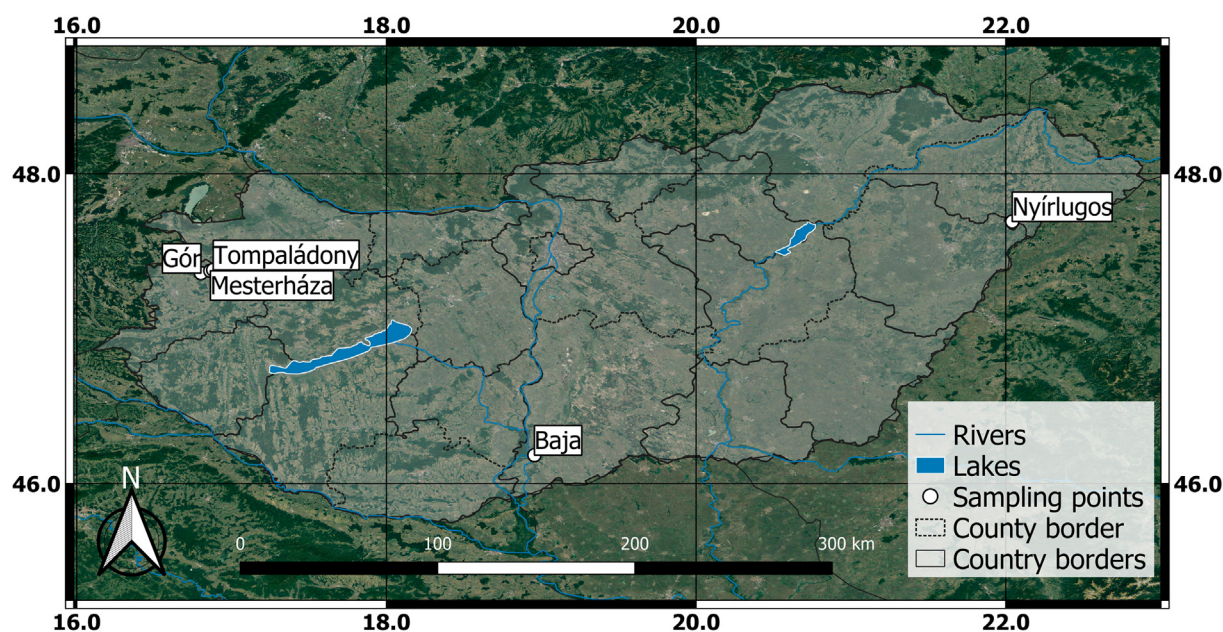 16.0 18.0 20.0 22.0
48.0 48.0
Nyírlugos
Gór Tompaládony
Mesterháza
Baja
Rivers
Lakes
Sampling points
County border
Country borders
N
46.0 46.0
0 100 200 300 km
16.0 18.0 20.0 22.0